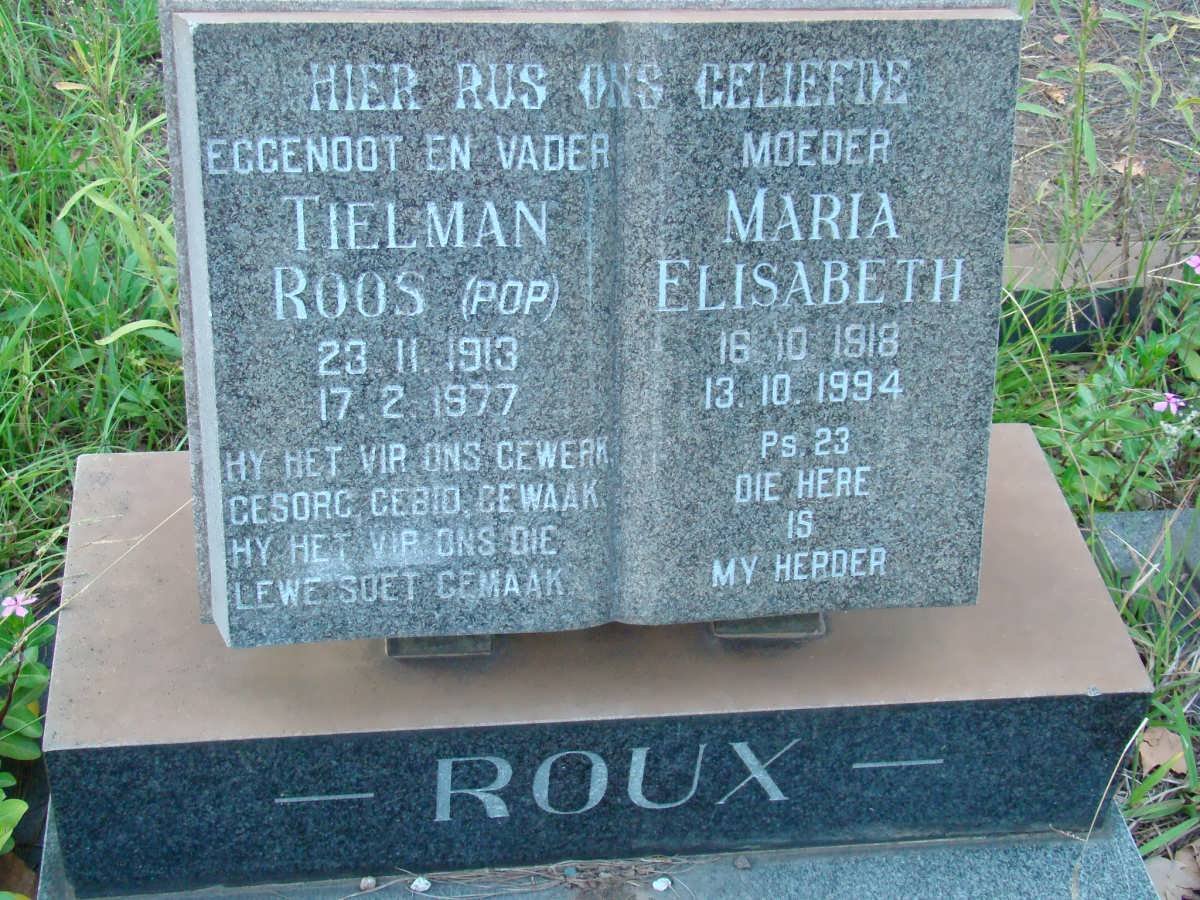 HIER RUS ONS GELIEFDE
EGGENOOT EN VADER
TIELMAN
ROOS (POP)
23 11 1913
17. 2 1977
HY HET VIR ONS GEWERK
GESORG, GEBID GEWAAK
HY HET VIR ONS DIE
LEWE SOET GEMAAK.
MOEDER
MARIA
ELISABETH
16 10 1918
13. 10. 1994
Ps. 23
DIE HERE
IS
MY HERDER
— ROUX —